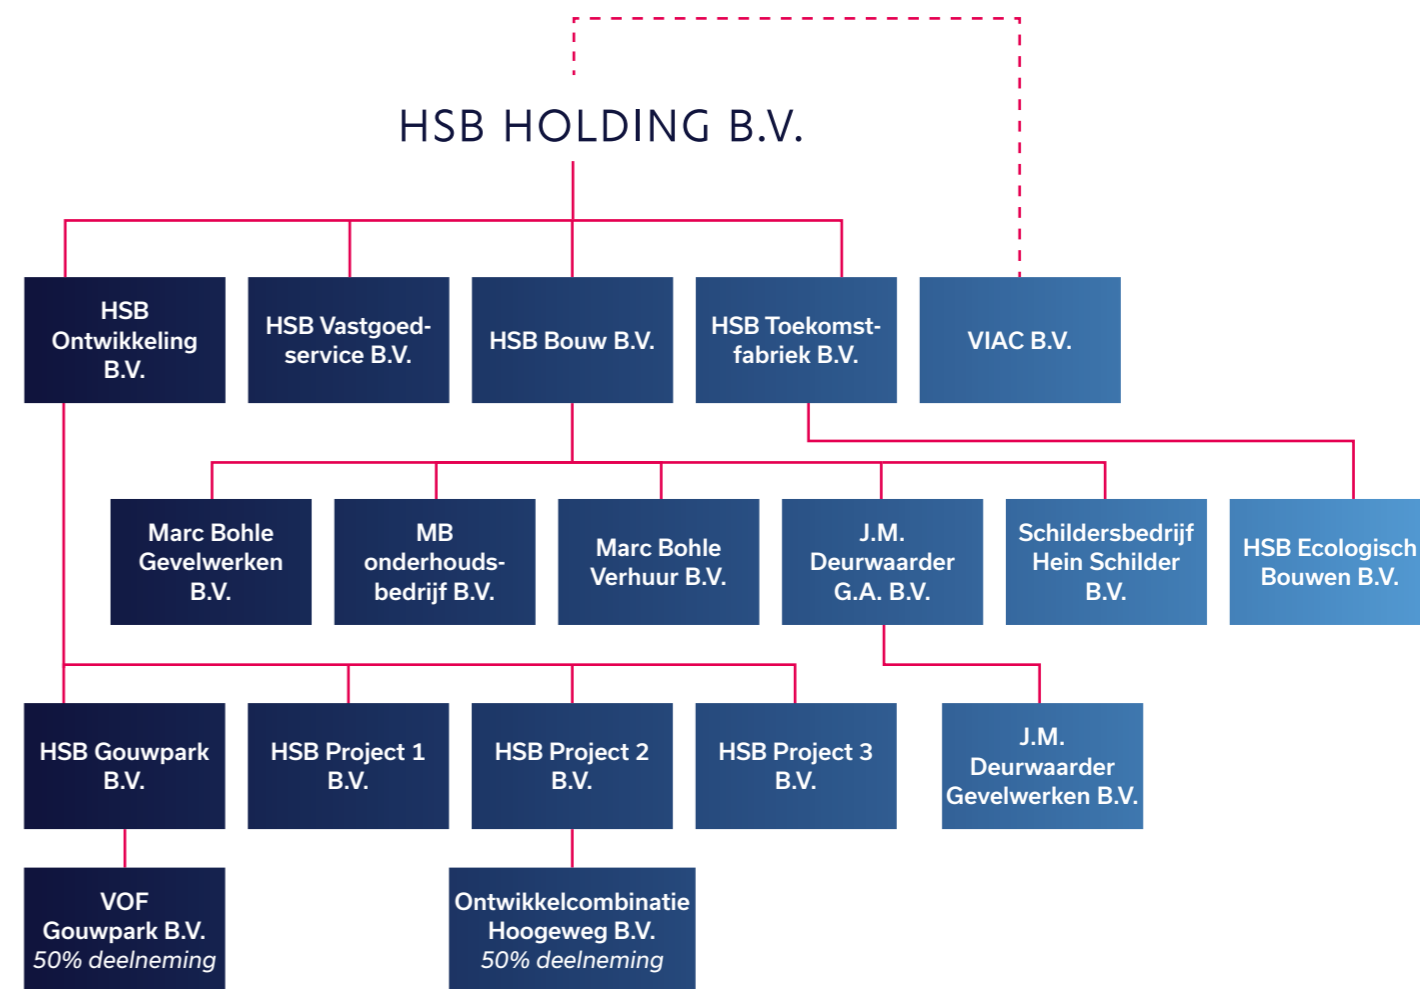 HSB HOLDING B.V.
HSB
Ontwikkeling
B.V.
HSB Vastgoed-
service B.V.
HSB Bouw B.V.
HSB Toekomst-
fabriek B.V.
VIAC B.V.
Marc Bohle
Gevelwerken
B.V.
MB
onderhouds-
bedrijf B.V.
Marc Bohle
Verhuur B.V.
J.M.
Deurwaarder
G.A. B.V.
Schildersbedrijf
Hein Schilder
B.V.
HSB Ecologisch
Bouwen B.V.
HSB Gouwpark
B.V.
HSB Project 1
B.V.
HSB Project 2
B.V.
HSB Project 3
B.V.
J.M.
Deurwaarder
Gevelwerken B.V.
VOF
Gouwpark B.V.
50% deelneming
Ontwikkelcombinatie
Hoogeweg B.V.
50% deelneming